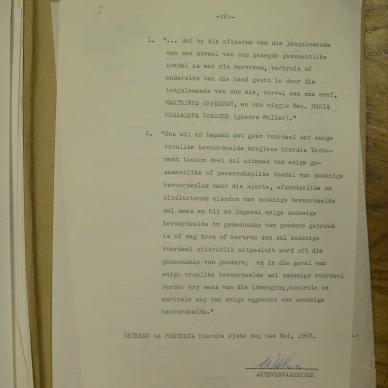 -(2)-
1. "... dat by die afsterwe van die langslewende
van ons soveel van ons gesegde gesamentlike
boedel as wat nie vervreem, verbruik of
andersins van die hand gesit is deur die
langslewende van ons nie, verval aan ons neef,
MARTHINUS OPPERMAN, en ons niggie Mev. MARIA
MAGDALENA VORSTER (gebore Muller)."
2. "Ons wil en bepaal dat geen voordeel wat enige
vroulike bevoordeelde kragtens hierdie Testa-
ment toekom deel sal uitmaak van enige ge-
samentlike of gemeenskaplike boedel van sodanige
bevoordeelde maar die aparte, afsonderlike en
uitsluitende eiendom van sodanige bevoordeelde
sal wees en bly en ingeval enige sodanige
bevoordeelde in gemeenskap van goedere getroud
is of mag trou of hertrou dan sal sodanige
voordeel uitdruklik uitgesluit word uit die
gemeenskap van goedere; en in die geval van
enige vroulike bevoordeelde sal sodanige voordeel
verder vry wees van die inmenging, kontrole en
maritale mag van enige eggenoot van sodanige
bevoordeelde."
GETEKEN te PRETORIA hierdie 23ste dag van Mei, 1967.
AKTEVERVAARDIGER